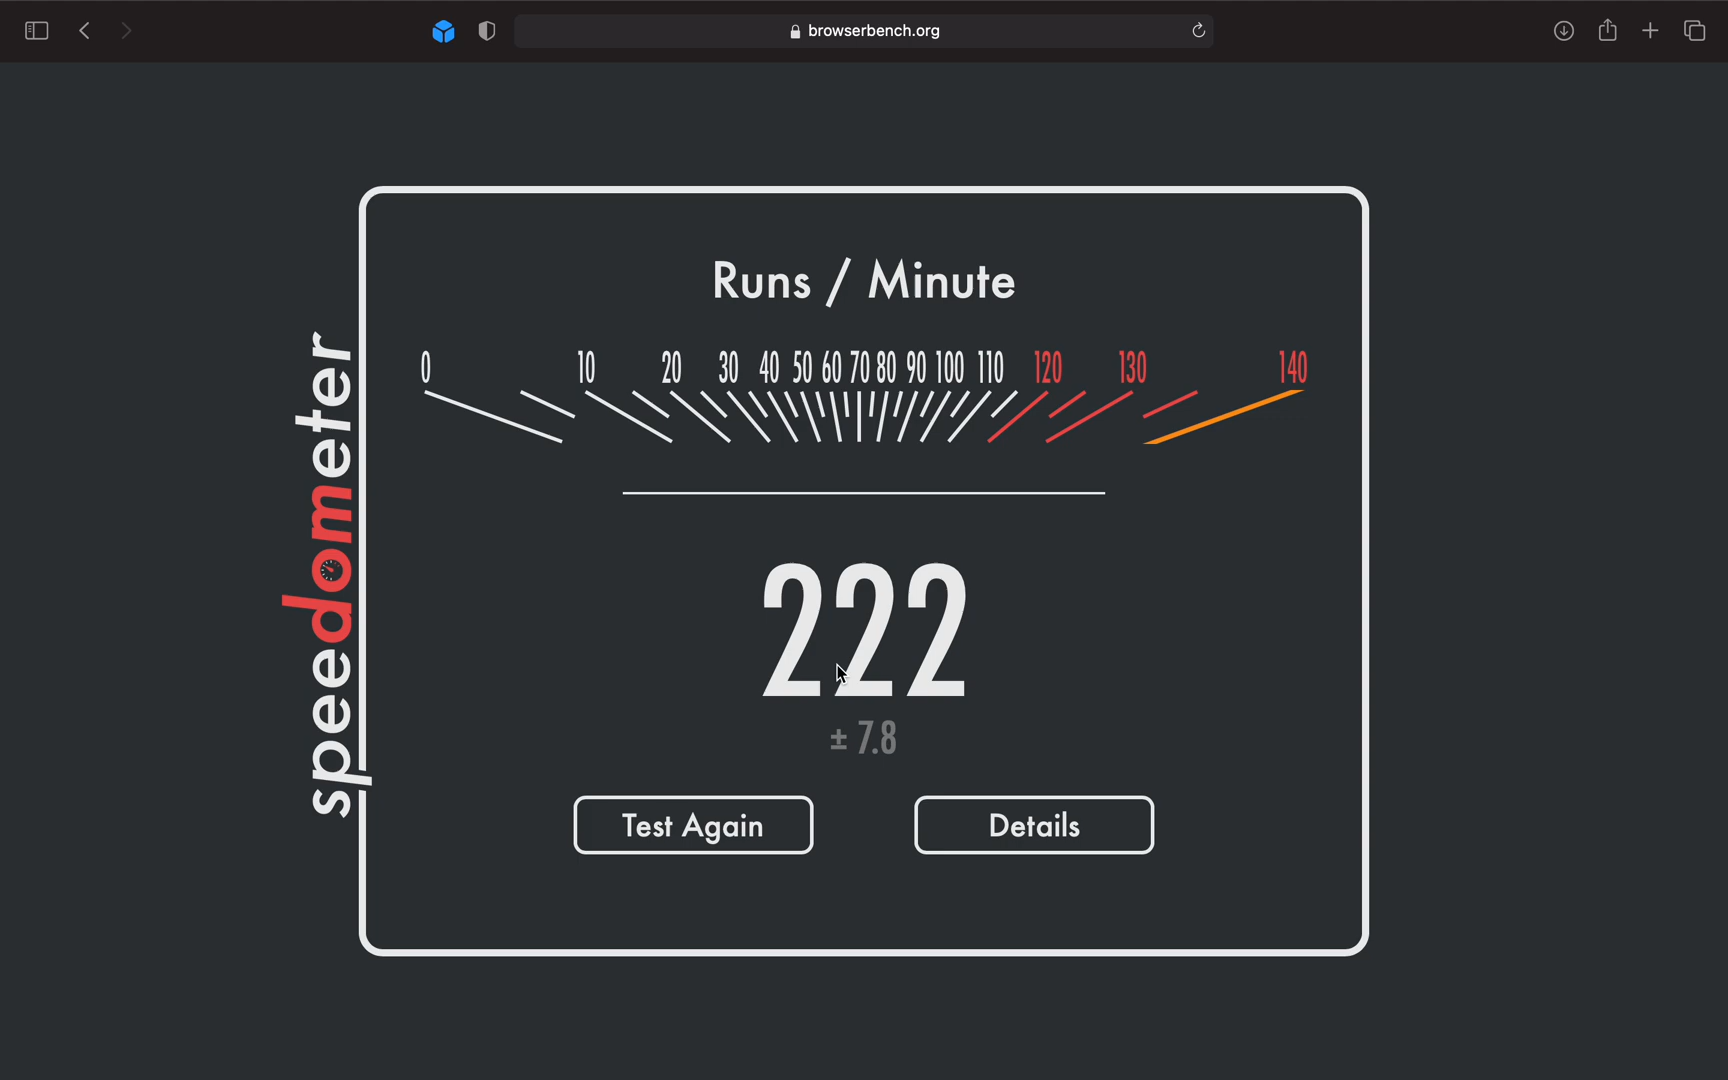 browserbench.org
speedometer
Runs / Minute
0 10 20 30 40 50 60 70 80 90 100 110 120 130 140
222
± 7.8
Test Again Details